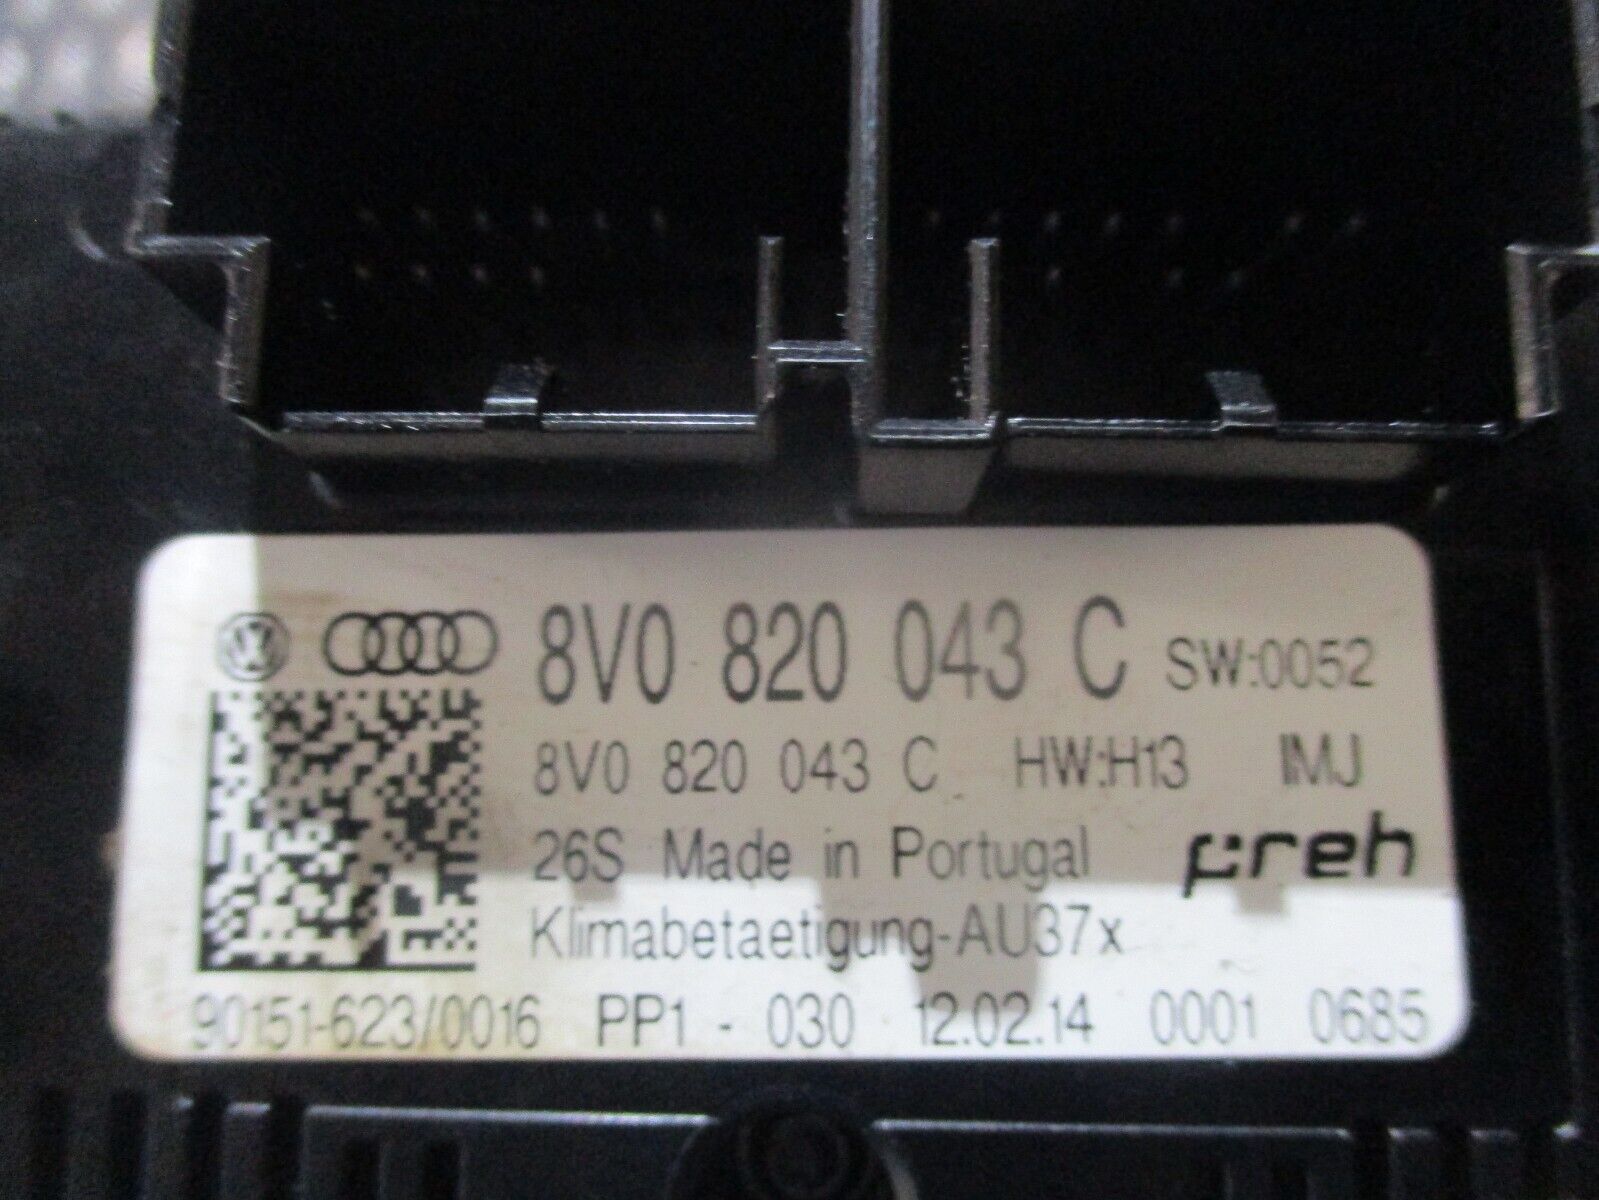 8V0 820 043 C SW:0052
8V0 820 043 C HW:H13 IMJ
26S Made in Portugal preh
Klimabetaetigung-AU37x
90151-623/0016 PP1 - 030 12.02.14 0001 0685